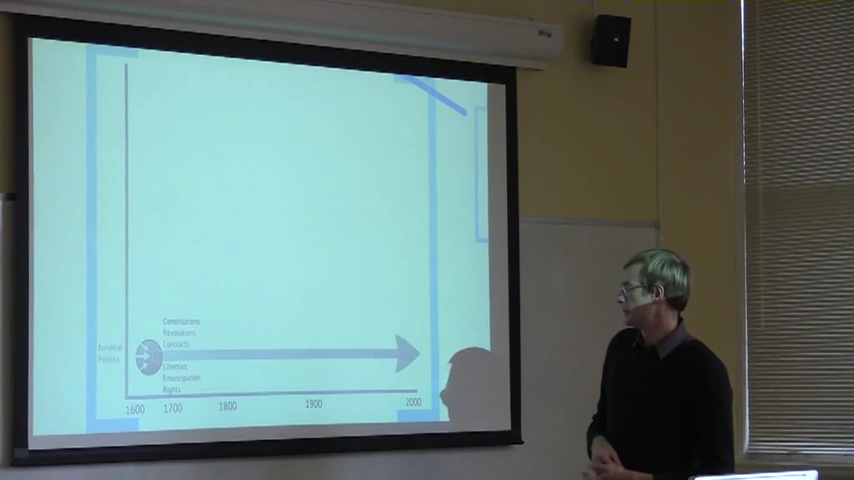 Constitutions
Revolutions
Contracts
Juridical
Politics
Liberties
Emancipation
Rights
1600 1700 1800 1900 2000